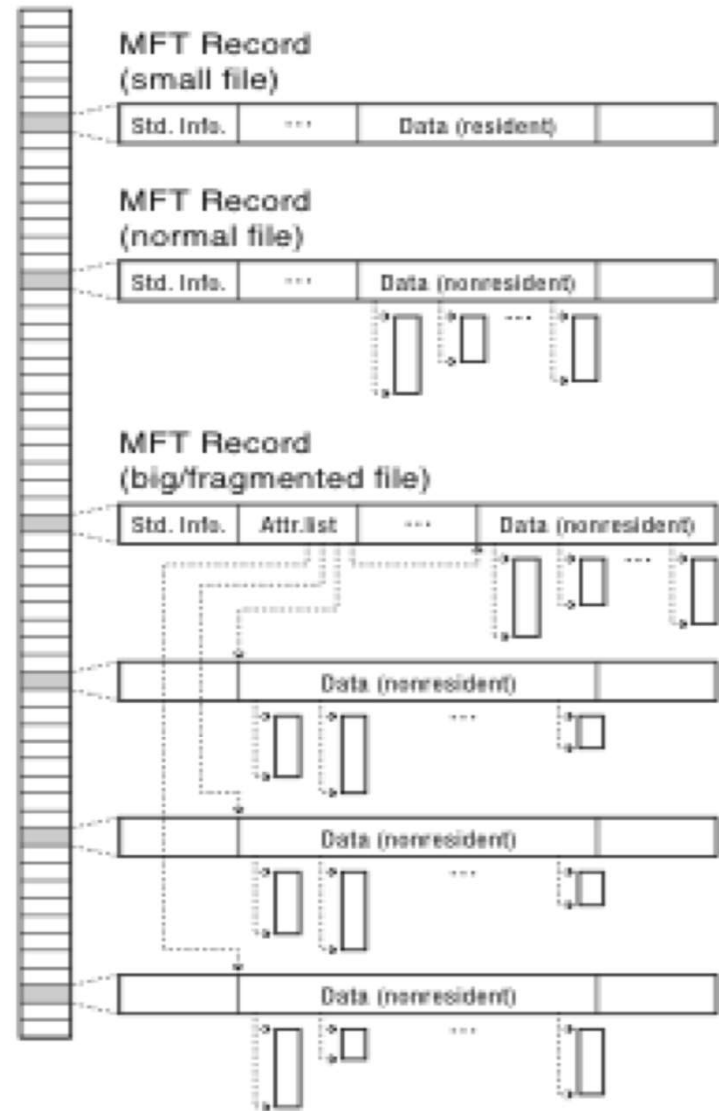 MFT Record
(small file)
Std. Info. ... Data (resident)
MFT Record
(normal file)
Std. Info. ... Data (nonresident)
...
MFT Record
(big/fragmented file)
Std. Info. Attr.list ... Data (nonresident)
...
Data (nonresident)
...
Data (nonresident)
...
Data (nonresident)
...